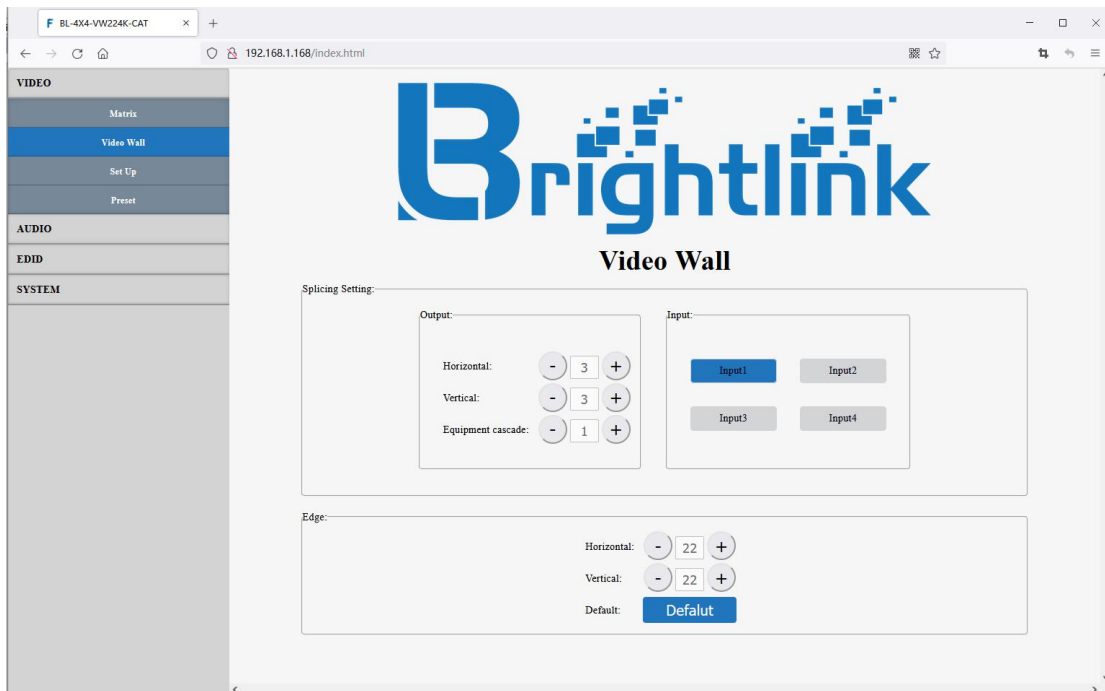 BL-4X4-VW224K-CAT
192.168.1.168/index.html
VIDEO
Matrix
Video Wall
Set Up
Preset
AUDIO
EDID
SYSTEM
Brightlink
Video Wall
Splicing Setting:
Output:
Horizontal: - 3 +
Vertical: - 3 +
Equipment cascade: - 1 +
Input:
Input1 Input2
Input3 Input4
Edge:
Horizontal: - 22 +
Vertical: - 22 +
Default: Defalut